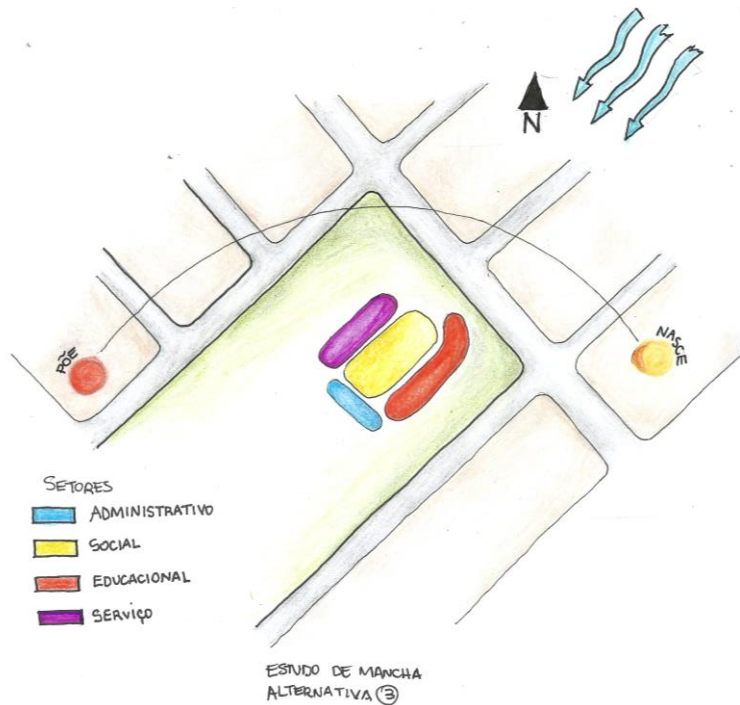 N
PÕE
NASCE
SETORES
ADMINISTRATIVO
SOCIAL
EDUCACIONAL
SERVIÇO
ESTUDO DE MANCHA
ALTERNATIVA 3